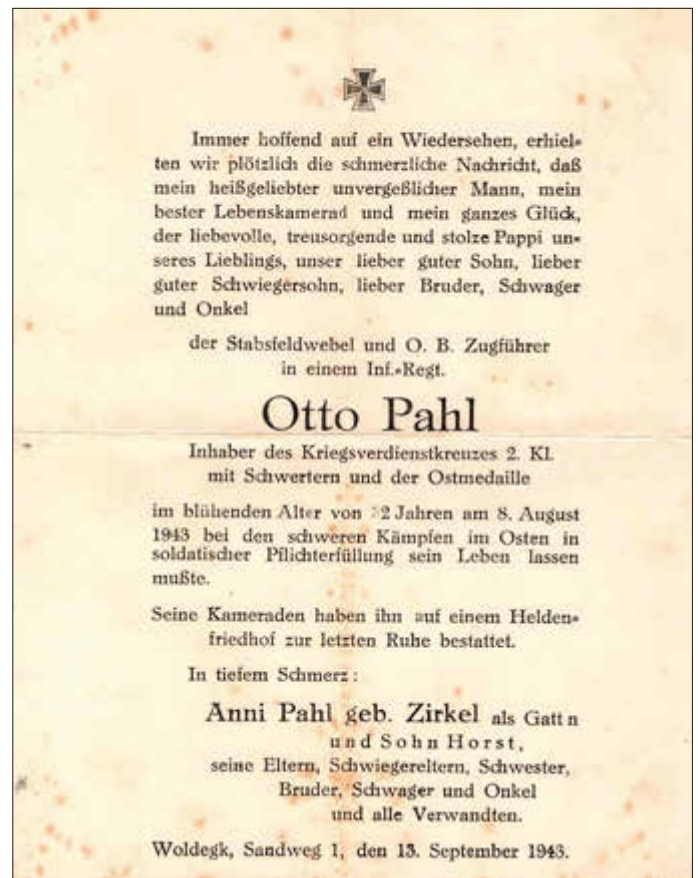 Immer hoffend auf ein Wiedersehen, erhiel-
ten wir plötzlich die schmerzliche Nachricht, daß
mein heißgeliebter unvergeßlicher Mann, mein
bester Lebenskamerad und mein ganzes Glück,
der liebevolle, treusorgende und stolze Pappi un-
seres Lieblings, unser lieber guter Sohn, lieber
guter Schwiegersohn, lieber Bruder, Schwager
und Onkel
der Stabsfeldwebel und O. B. Zugführer
in einem Inf.-Regt.
Otto Pahl
Inhaber des Kriegsverdienstkreuzes 2. Kl.
mit Schwertern und der Ostmedaille
im blühenden Alter von Jahren am 8. August
1943 bei den schweren Kämpfen im Osten in
soldatischer Pflichterfüllung sein Leben lassen
mußte.
Seine Kameraden haben ihn auf einem Helden-
friedhof zur letzten Ruhe bestattet.
In tiefem Schmerz:
Anni Pahl geb. Zirkel als Gatt n
und Sohn Horst,
seine Eltern, Schwiegereltern, Schwester,
Bruder, Schwager und Onkel
und alle Verwandten.
Woldegk, Sandweg 1, den 13. September 1943.